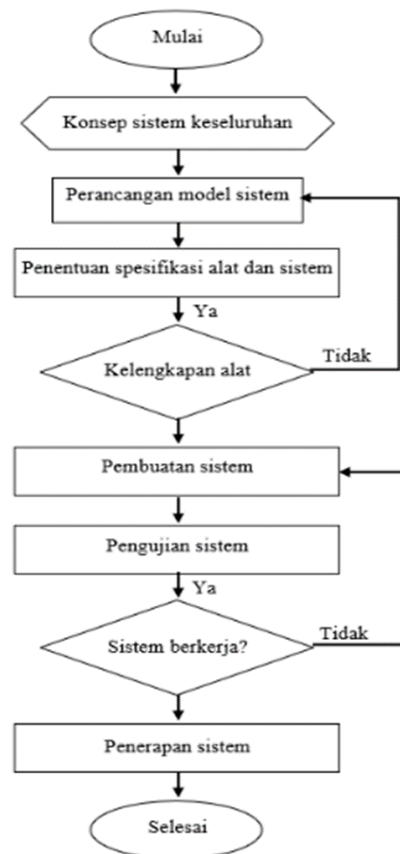 Mulai
Konsep sistem keseluruhan
Perancangan model sistem
Penentuan spesifikasi alat dan sistem
Ya
Kelengkapan alat
Tidak
Pembuatan sistem
Pengujian sistem
Ya
Sistem berkerja?
Tidak
Penerapan sistem
Selesai